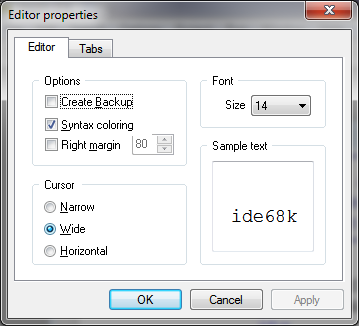 Editor properties
Editor Tabs
Options
Create Backup
Syntax coloring
Right margin 80
Cursor
Narrow
Wide
Horizontal
Font
Size 14
Sample text
ide68k
OK Cancel Apply